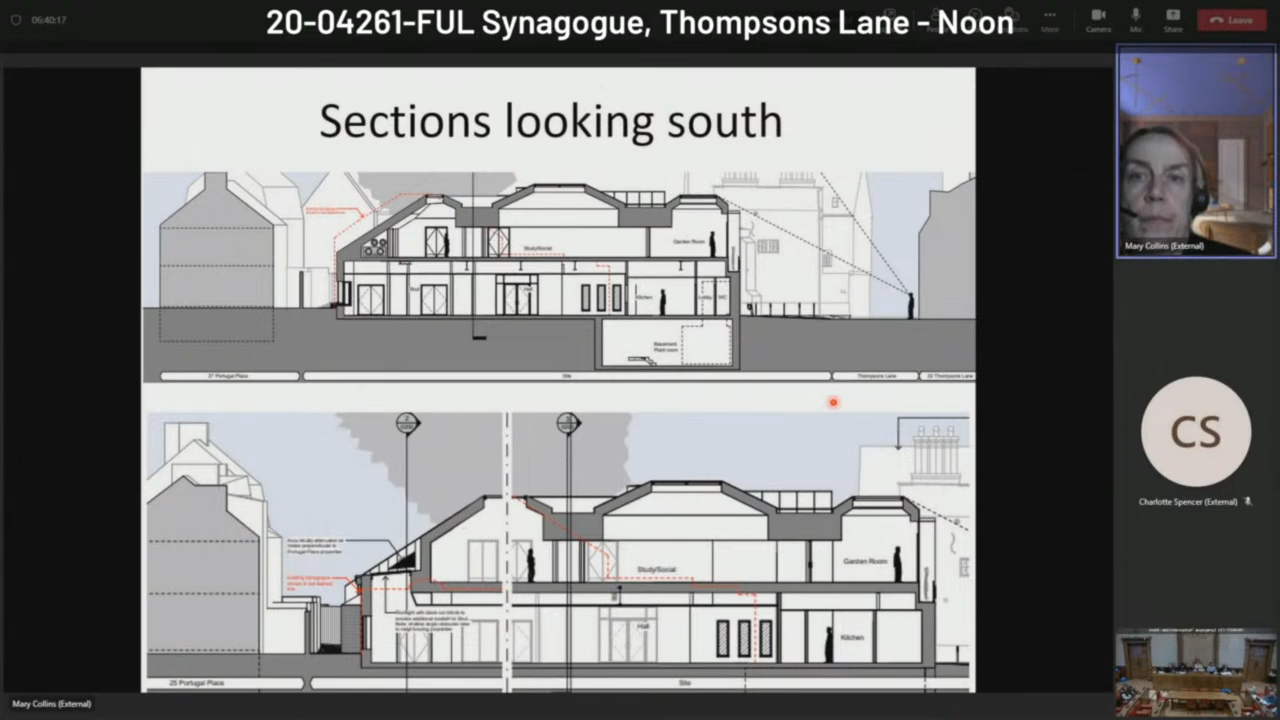 20-04261-FUL Synagogue, Thompsons Lane - Noon
06:40:17
More
Camera
Mic
Share
Leave
Sections looking south
Study/Social
Garden Room
Kitchen
Lobby
WC
Basement
Plant room
37 Portugal Place
Site
Thompsons Lane
Mary Collins (External)
CS
Charlotte Spencer (External)
Study/Social
Garden Room
Hall
Kitchen
25 Portugal Place
Site
Mary Collins (External)